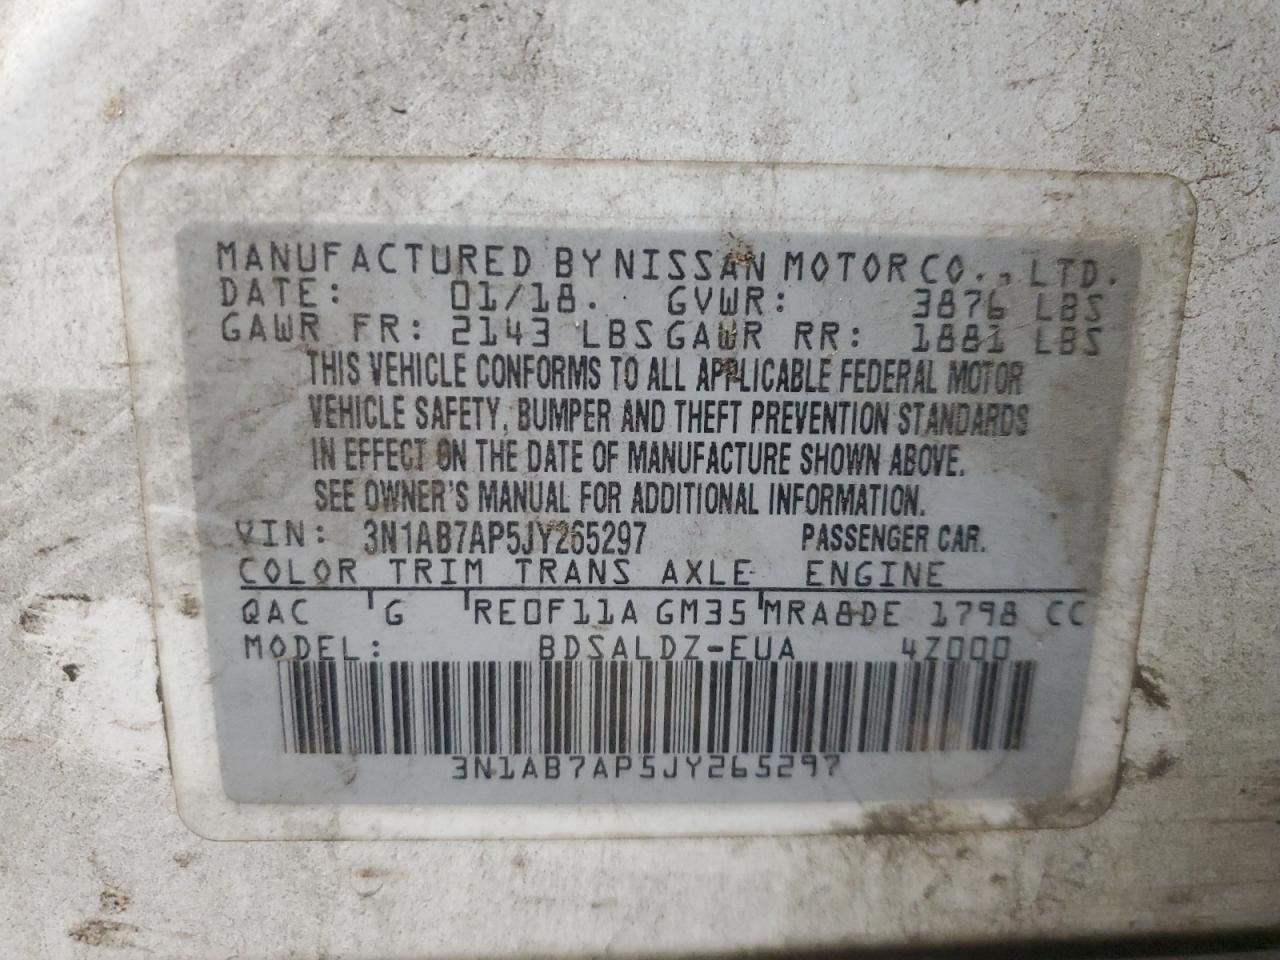 MANUFACTURED BY NISSAN MOTOR CO., LTD.
DATE: 01/18. GVWR: 3876 LBS
GAWR FR: 2143 LBS GAWR RR: 1881 LBS
THIS VEHICLE CONFORMS TO ALL APPLICABLE FEDERAL MOTOR
VEHICLE SAFETY, BUMPER AND THEFT PREVENTION STANDARDS
IN EFFECT ON THE DATE OF MANUFACTURE SHOWN ABOVE.
SEE OWNER'S MANUAL FOR ADDITIONAL INFORMATION.
VIN: 3N1AB7AP5JY265297 PASSENGER CAR.
COLOR TRIM TRANS AXLE ENGINE
QAC G RE0F11A GM35 MRA8DE 1798 CC
MODEL: BDSALDZ-EUA 4Z000
3N1AB7AP5JY265297